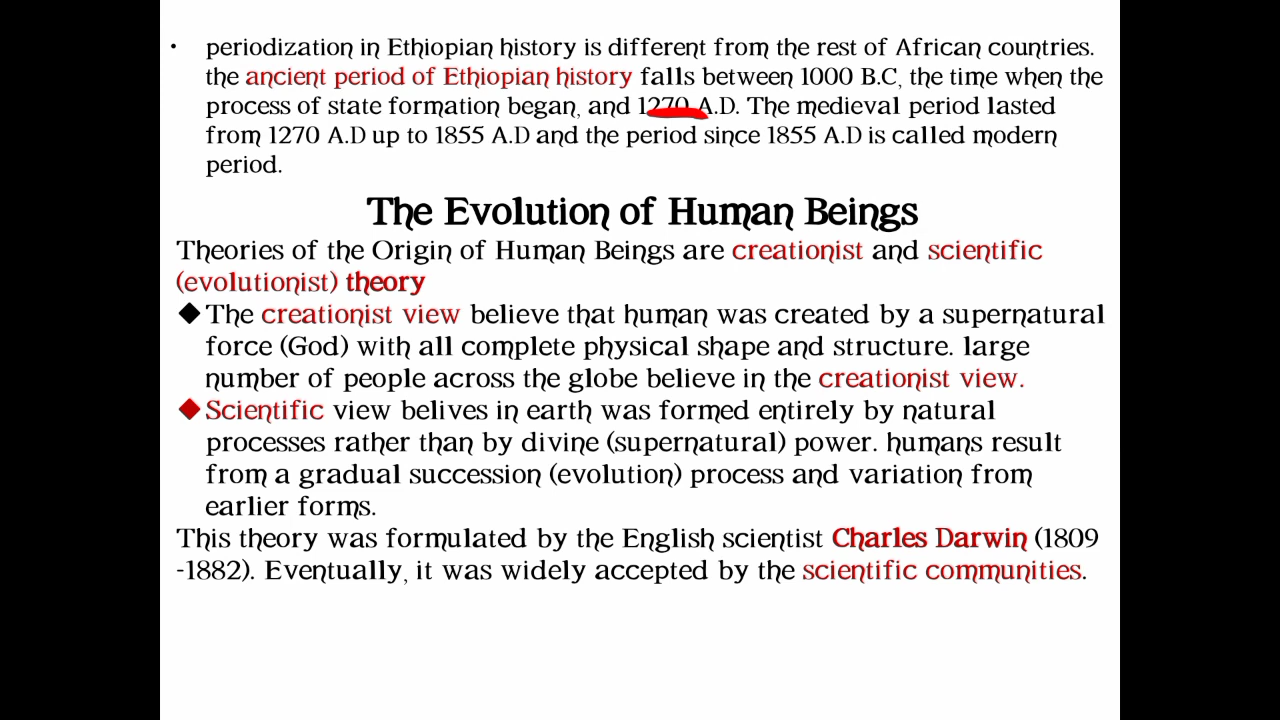 • periodization in Ethiopian history is different from the rest of African countries.
the ancient period of Ethiopian history falls between 1000 B.C, the time when the
process of state formation began, and 1270 A.D. The medieval period lasted
from 1270 A.D up to 1855 A.D and the period since 1855 A.D is called modern
period.
The Evolution of Human Beings
Theories of the Origin of Human Beings are creationist and scientific
(evolutionist) theory
◆The creationist view believe that human was created by a supernatural
force (God) with all complete physical shape and structure. large
number of people across the globe believe in the creationist view.
◆Scientific view belives in earth was formed entirely by natural
processes rather than by divine (supernatural) power. humans result
from a gradual succession (evolution) process and variation from
earlier forms.
This theory was formulated by the English scientist Charles Darwin (1809
-1882). Eventually, it was widely accepted by the scientific communities.